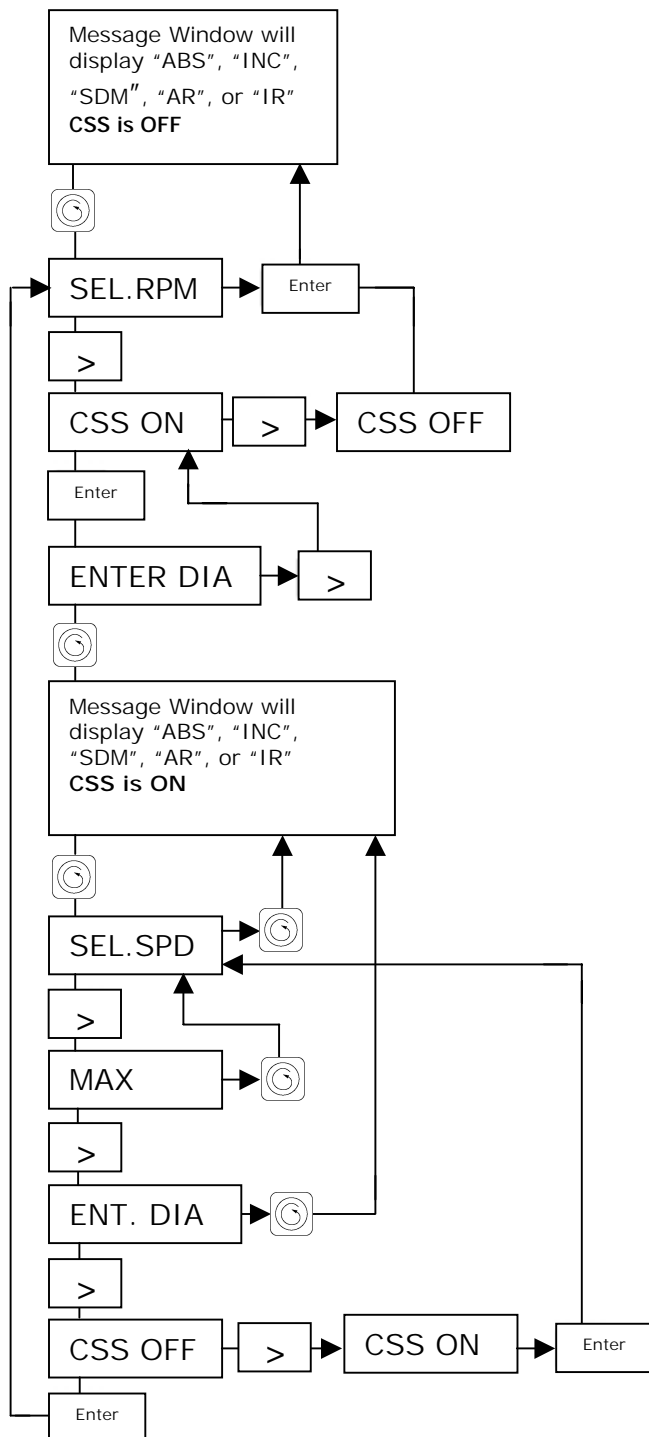 Message Window will
display “ABS”, “INC”,
“SDM”, “AR”, or “IR”
CSS is OFF
SEL.RPM
Enter
>
CSS ON
>
CSS OFF
Enter
ENTER DIA
>
Message Window will
display “ABS”, “INC”,
“SDM”, “AR”, or “IR”
CSS is ON
SEL.SPD
>
MAX
>
ENT. DIA
>
CSS OFF
>
CSS ON
Enter
Enter